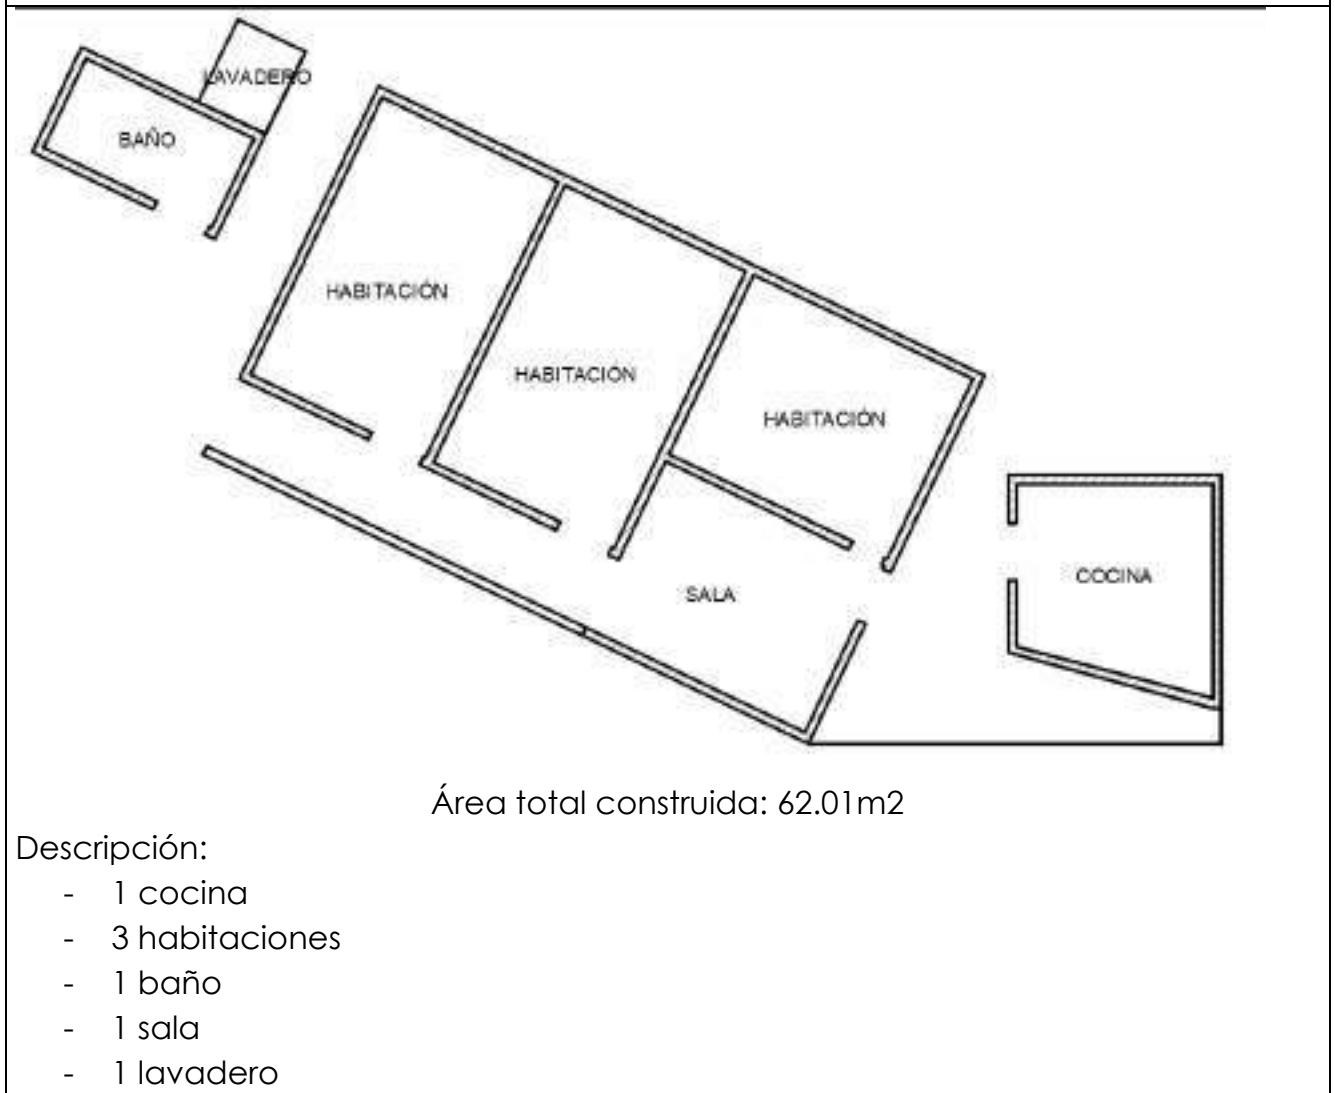 LAVADERO
BAÑO
HABITACIÓN
HABITACIÓN
HABITACIÓN
COCINA
SALA
Área total construida: 62.01m2
Descripción:
- 1 cocina
- 3 habitaciones
- 1 baño
- 1 sala
- 1 lavadero